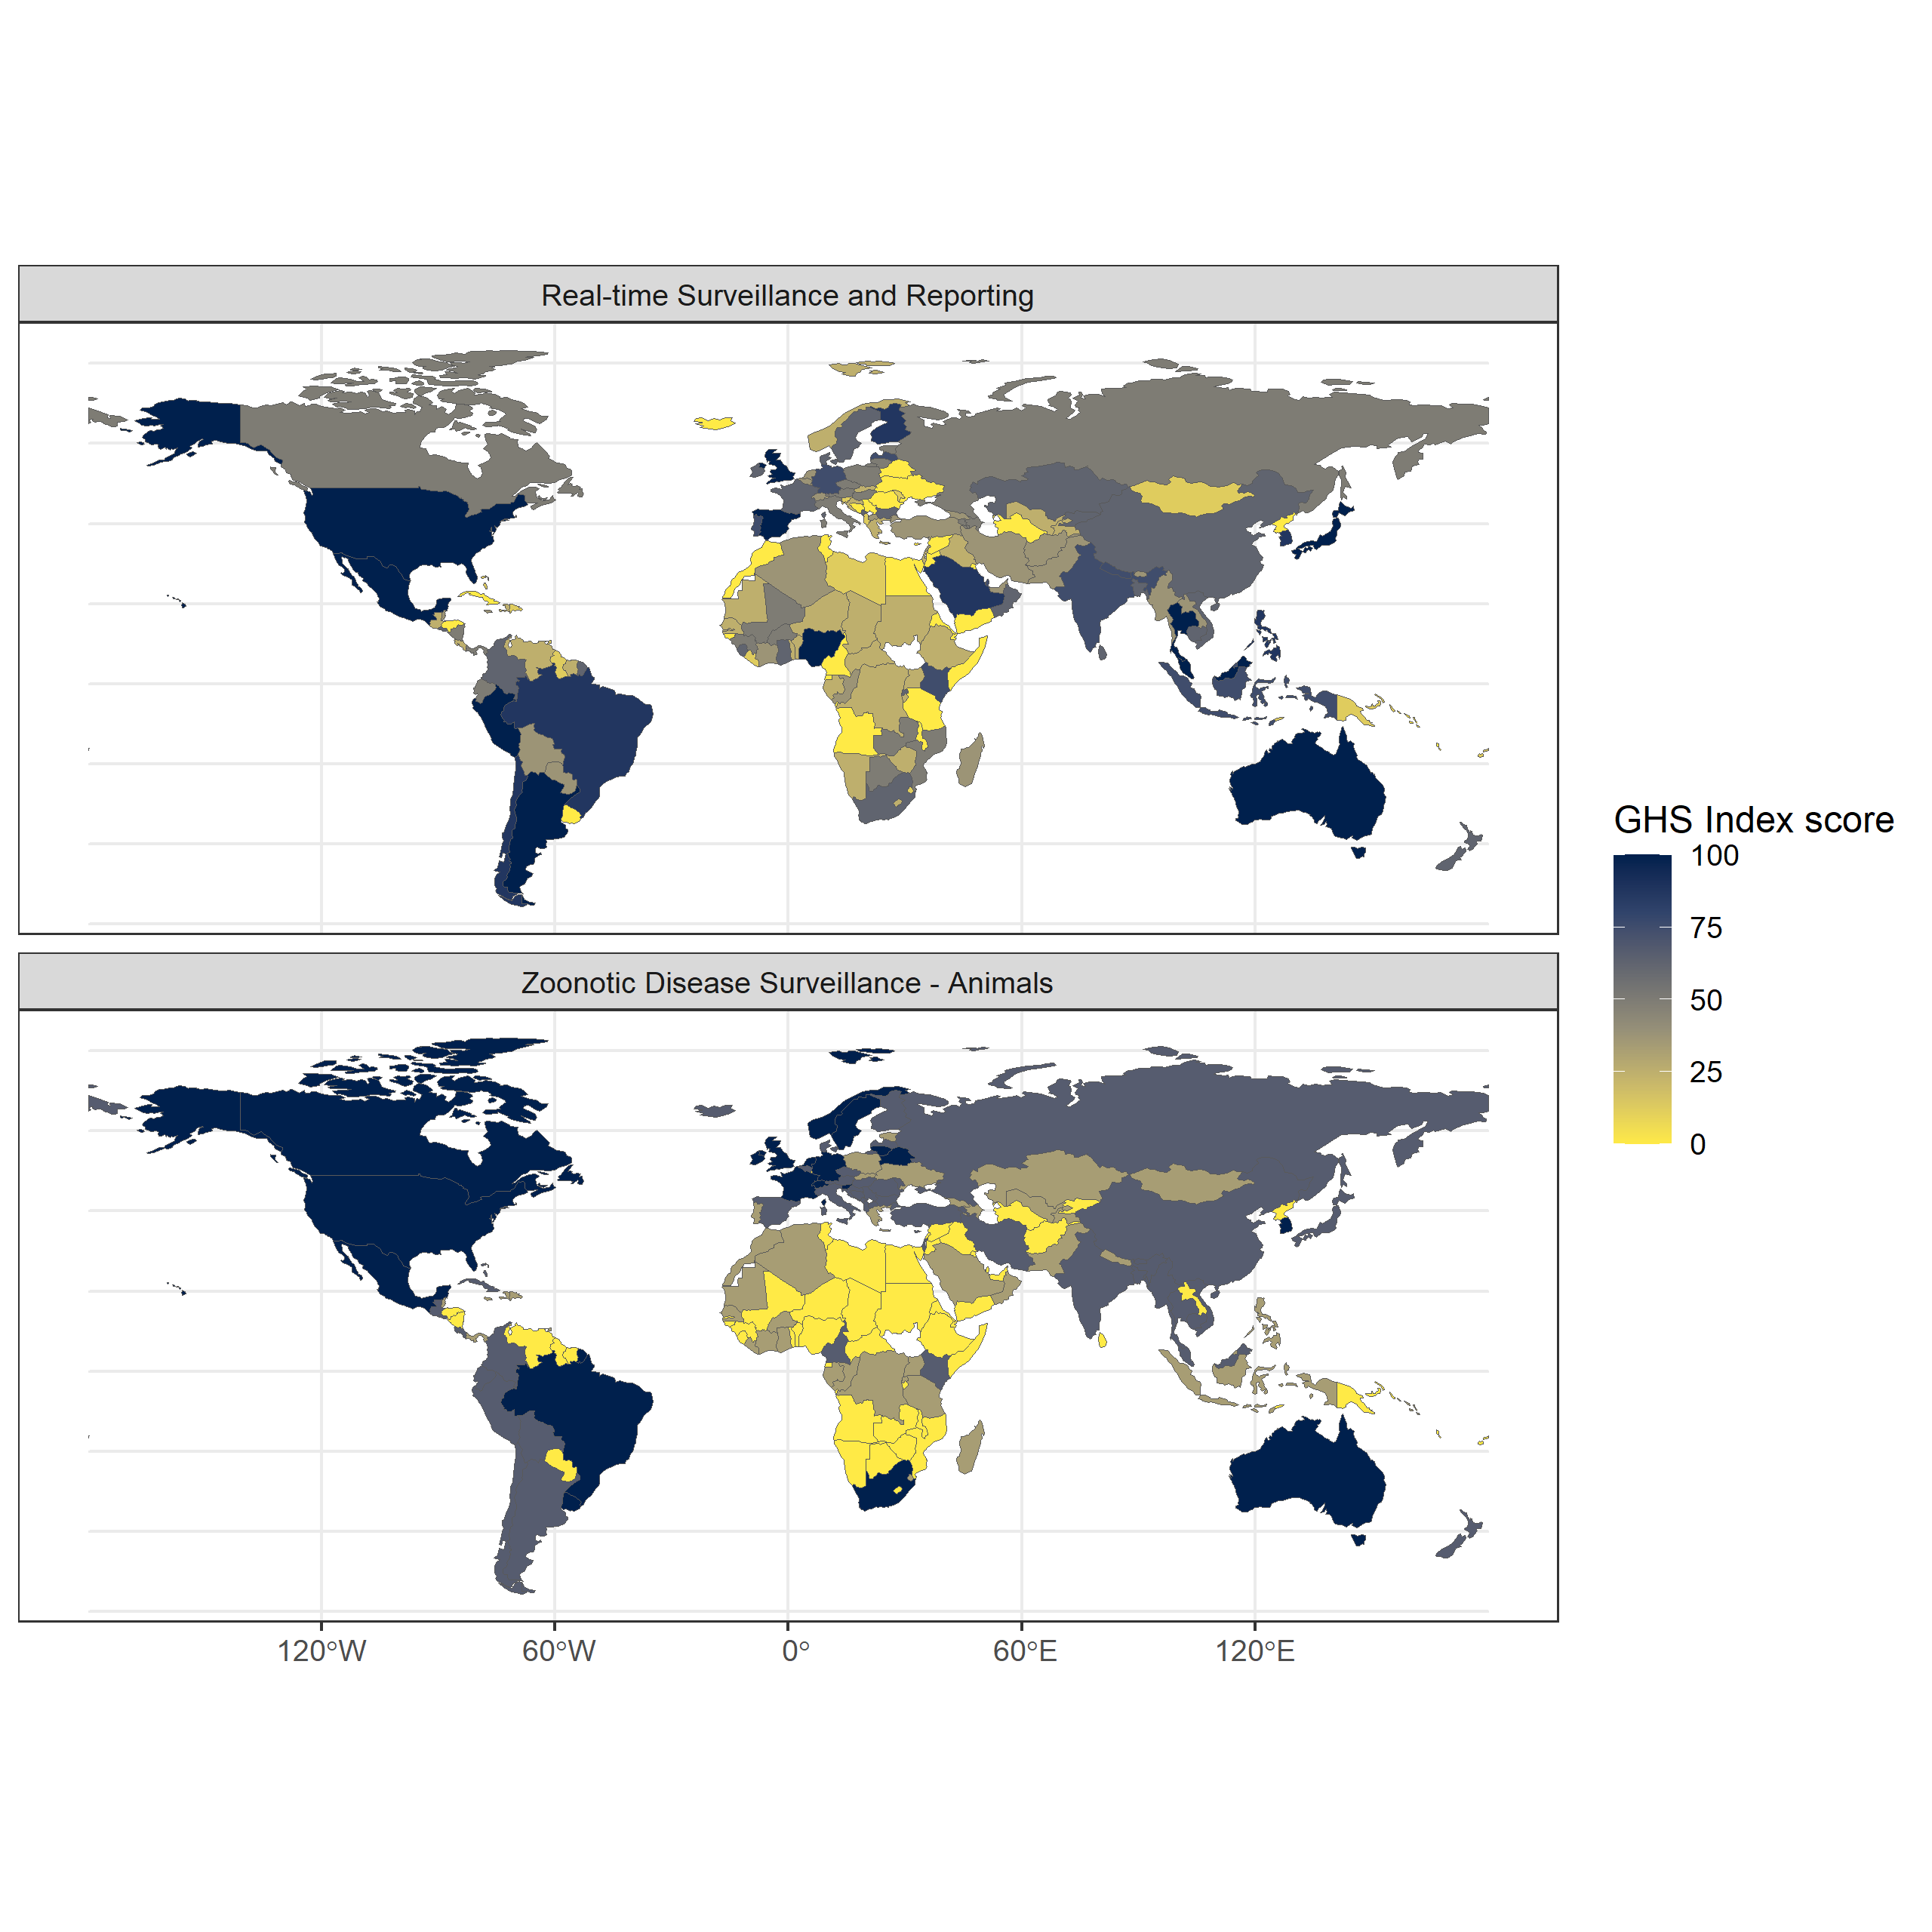 Real-time Surveillance and Reporting
GHS Index score
100
75
50
25
0
Zoonotic Disease Surveillance - Animals
120°W
60°W
0°
60°E
120°E